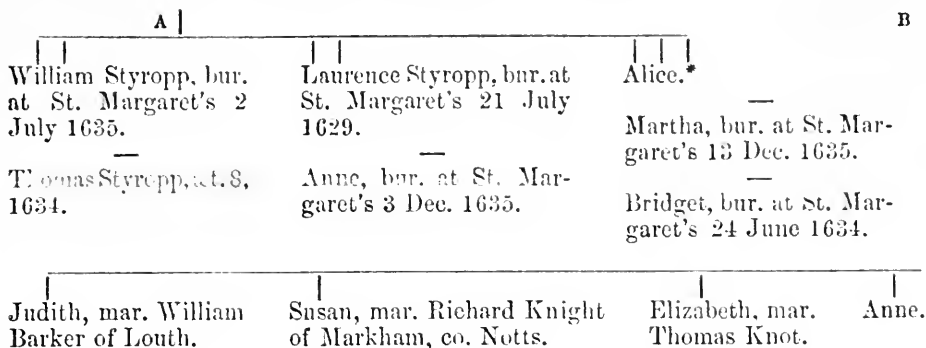 A B
William Styropp, bur.
at St. Margaret's 2
July 1635.
Thomas Styropp, æt. 8,
1634.
Laurence Styropp, bur. at
St. Margaret's 21 July
1629.
Anne, bur. at St. Mar-
garet's 3 Dec. 1635.
Alice.*
Martha, bur. at St. Mar-
garet's 13 Dec. 1635.
Bridget, bur. at St. Mar-
garet's 24 June 1634.
Judith, mar. William
Barker of Louth.
Susan, mar. Richard Knight
of Markham, co. Notts.
Elizabeth, mar.
Thomas Knot.
Anne.